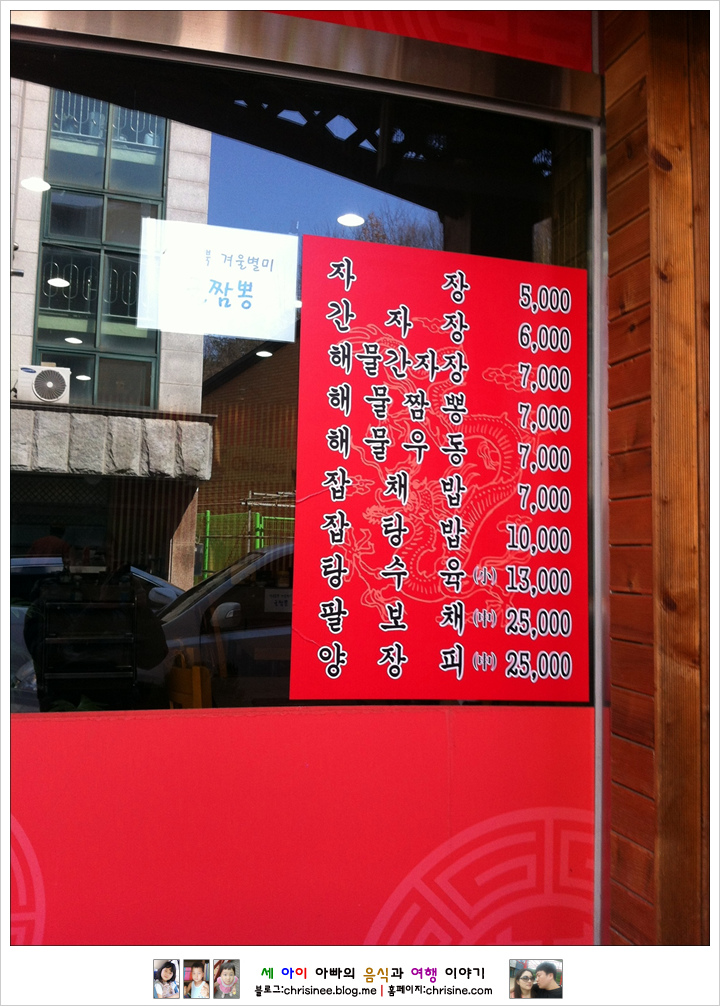 겨울별미
짬뽕
자장 5,000
간자장 6,000
해물간자장 7,000
해물짬뽕 7,000
해물우동 7,000
잡채밥 7,000
잡탕밥 10,000
탕수육 (小) 13,000
팔보채 (中) 25,000
양장피 (中) 25,000
세 아이 아빠의 음식과 여행 이야기
블로그:chrisinee.blog.me | 홈페이지:chrisine.com